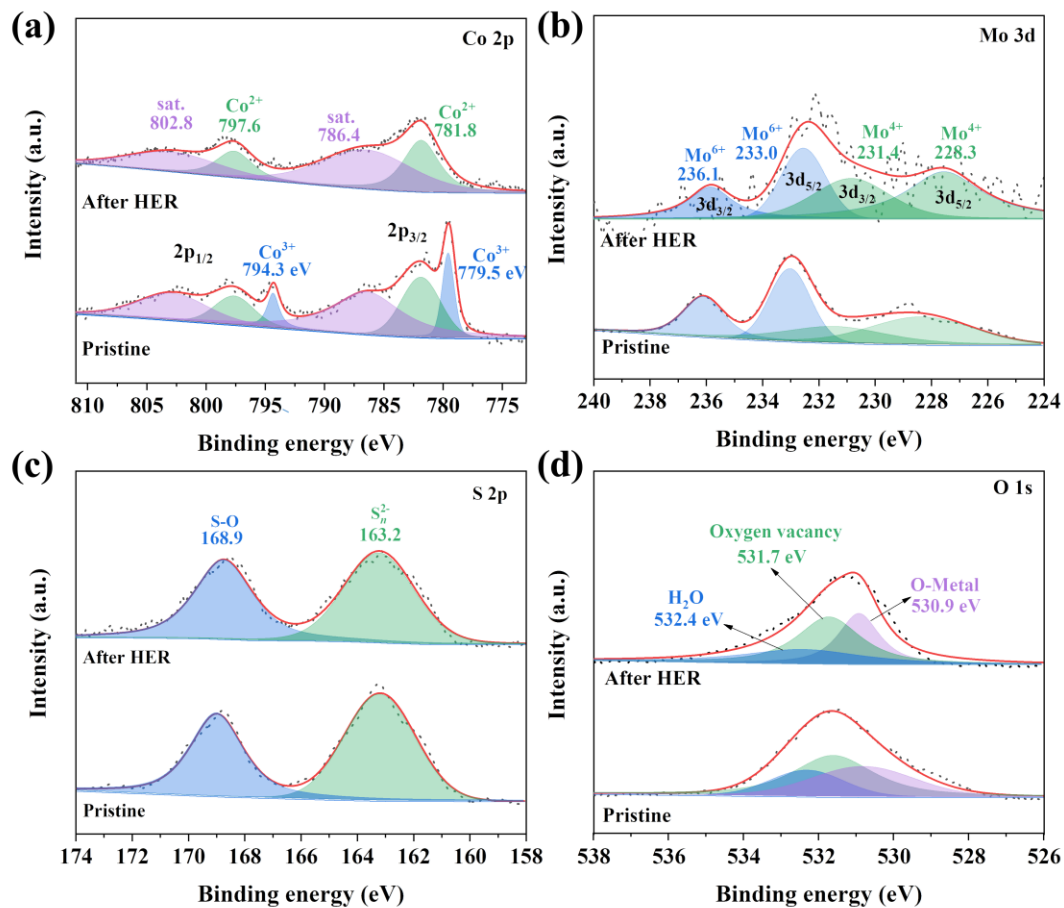 (a)
Co 2p
sat.
802.8
Co2+
797.6
sat.
786.4
Co2+
781.8
After HER
2p1/2
Co3+
794.3 eV
2p3/2
Co3+
779.5 eV
Pristine
Intensity (a.u.)
810 805 800 795 790 785 780 775
Binding energy (eV)
(b)
Mo 3d
Mo6+
236.1
Mo6+
233.0
Mo4+
231.4
Mo4+
228.3
3d3/2
3d5/2
3d3/2
3d5/2
After HER
Pristine
Intensity (a.u.)
240 238 236 234 232 230 228 226 224
Binding energy (eV)
(c)
S 2p
S-O
168.9
Sn2-
163.2
After HER
Pristine
Intensity (a.u.)
174 172 170 168 166 164 162 160 158
Binding energy (eV)
(d)
O 1s
Oxygen vacancy
531.7 eV
H2O
532.4 eV
O-Metal
530.9 eV
After HER
Pristine
Intensity (a.u.)
538 536 534 532 530 528 526
Binding energy (eV)